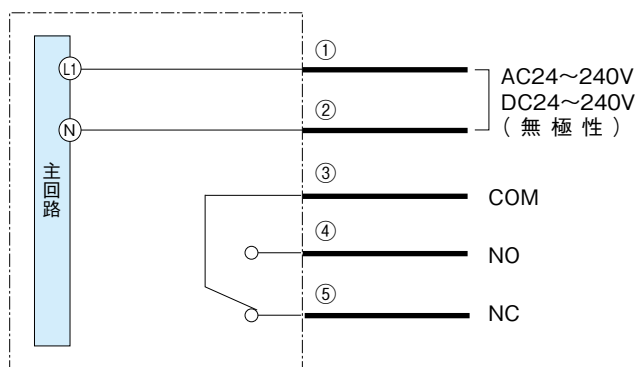 ①
L1
AC24～240V
②
DC24～240V
N
(無極性)
主回路
③
COM
④
NO
⑤
NC